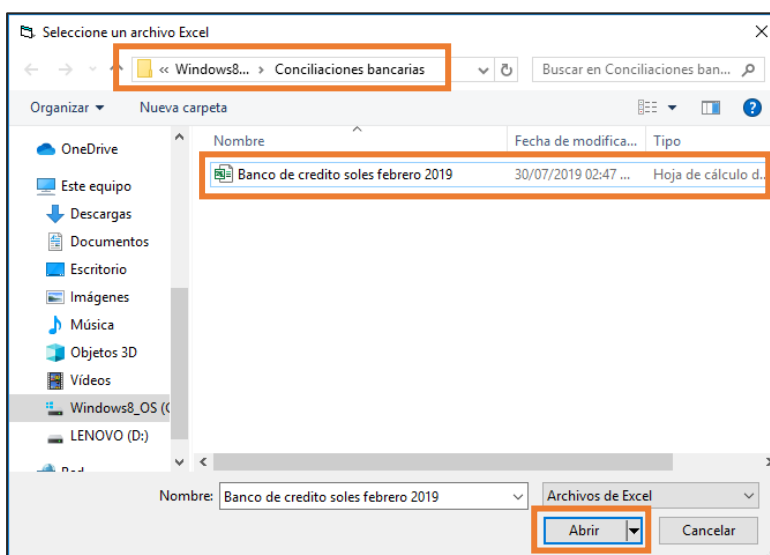 Seleccione un archivo Excel
« Windows8... > Conciliaciones bancarias
Buscar en Conciliaciones ban...
Organizar
Nueva carpeta
Nombre
Fecha de modifica...
Tipo
Banco de credito soles febrero 2019
30/07/2019 02:47 ...
Hoja de cálculo d...
OneDrive
Este equipo
Descargas
Documentos
Escritorio
Imágenes
Música
Objetos 3D
Vídeos
Windows8_OS (C
LENOVO (D:)
Red
Nombre: Banco de credito soles febrero 2019
Archivos de Excel
Abrir
Cancelar